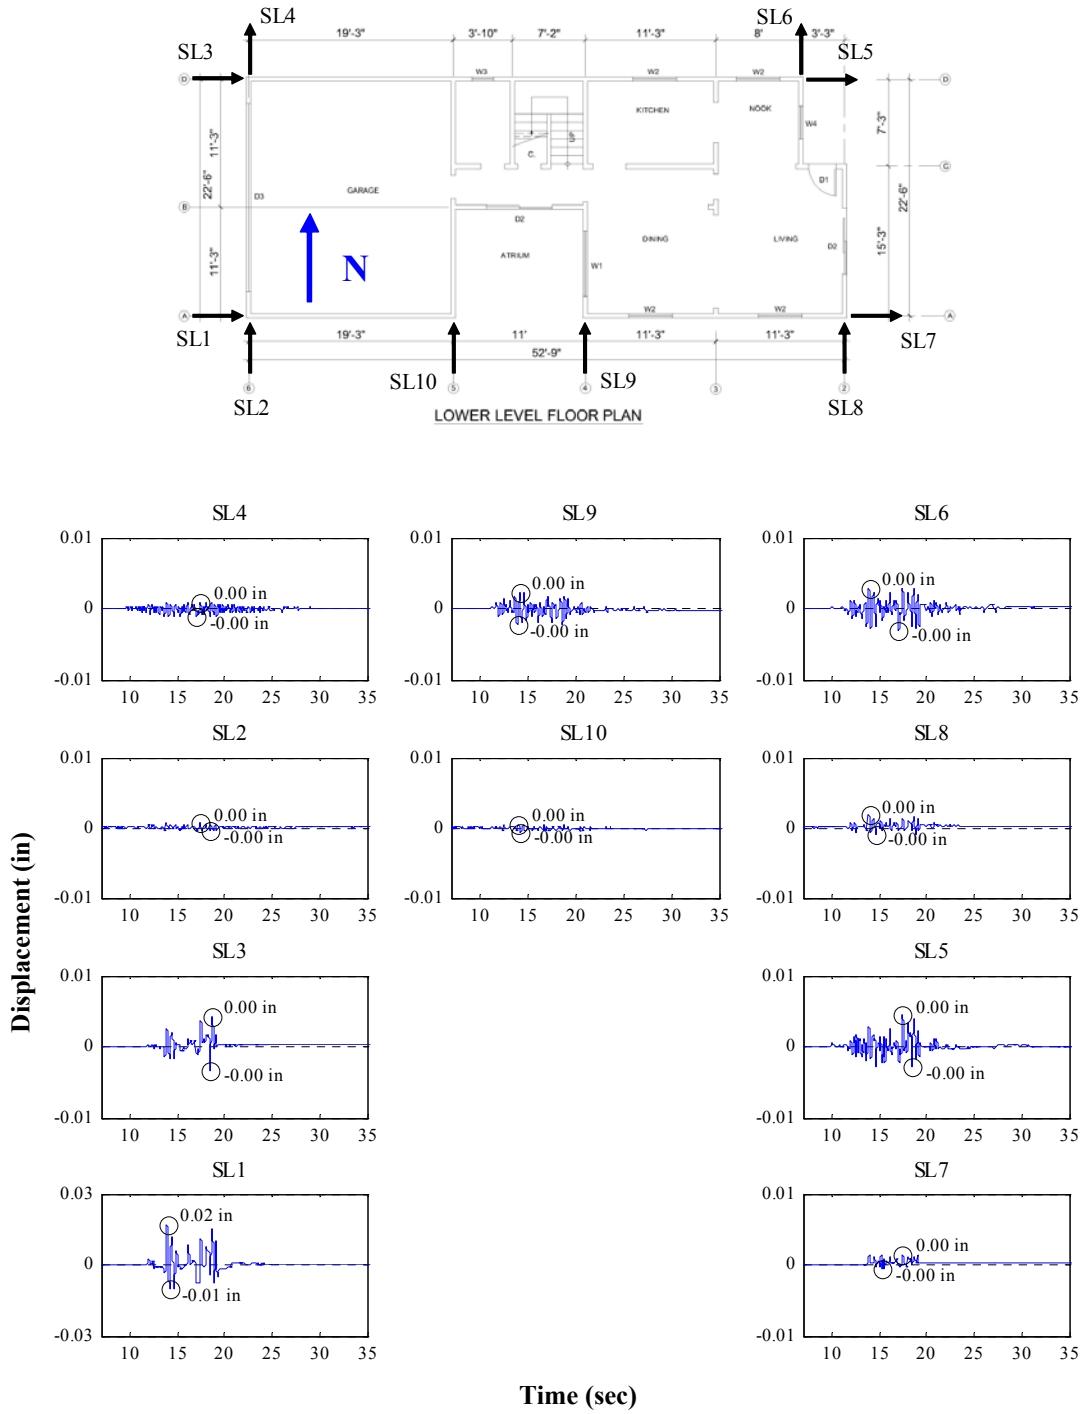 SL4
SL6
19'-3" 3'-10" 7'-2" 11'-3" 8' 3'-3"
SL3
SL5
D W3 W2 W2 D
KITCHEN
NOOK
W4
7'-3"
11'-3"
UP
C.
G
D1
22'-6"
GARAGE
D3
22'-6"
B
D2
DINING
LIVING
D2
15'-3"
N
ATRIUM
W1
11'-3"
W2 W2
A A
SL1
SL7
19'-3" 11' 11'-3" 11'-3"
52'-9"
SL10
SL9
6 5 4 3 2
SL2
SL8
LOWER LEVEL FLOOR PLAN
SL4
0.01
0
-0.01
0.00 in
-0.00 in
10 15 20 25 30 35
SL9
0.01
0
-0.01
0.00 in
-0.00 in
10 15 20 25 30 35
SL6
0.01
0
-0.01
0.00 in
-0.00 in
10 15 20 25 30 35
SL2
0.01
0
-0.01
0.00 in
-0.00 in
10 15 20 25 30 35
SL10
0.01
0
-0.01
0.00 in
-0.00 in
10 15 20 25 30 35
SL8
0.01
0
-0.01
0.00 in
-0.00 in
10 15 20 25 30 35
Displacement (in)
SL3
0.01
0
-0.01
0.00 in
-0.00 in
10 15 20 25 30 35
SL5
0.01
0
-0.01
0.00 in
-0.00 in
10 15 20 25 30 35
SL1
0.03
0
-0.03
0.02 in
-0.01 in
10 15 20 25 30 35
SL7
0.01
0
-0.01
0.00 in
-0.00 in
10 15 20 25 30 35
Time (sec)